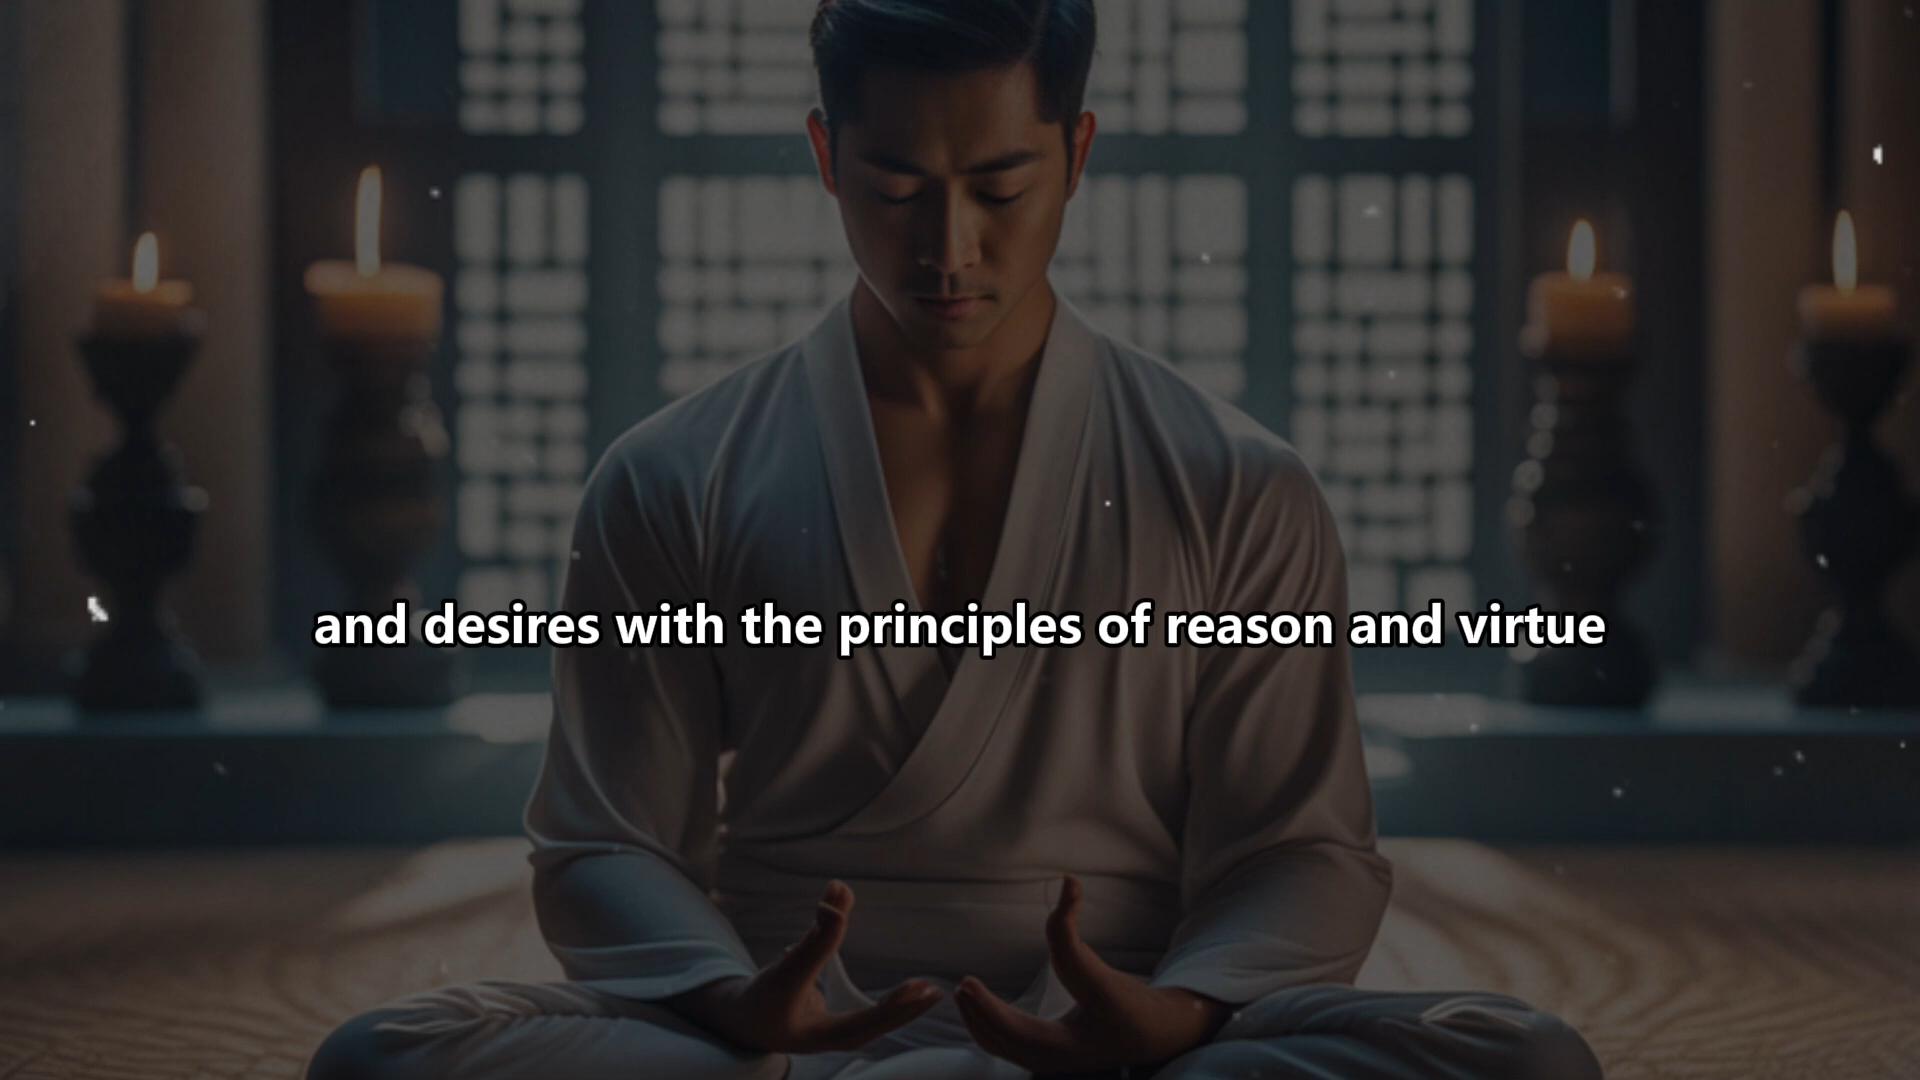 and desires with the principles of reason and virtue